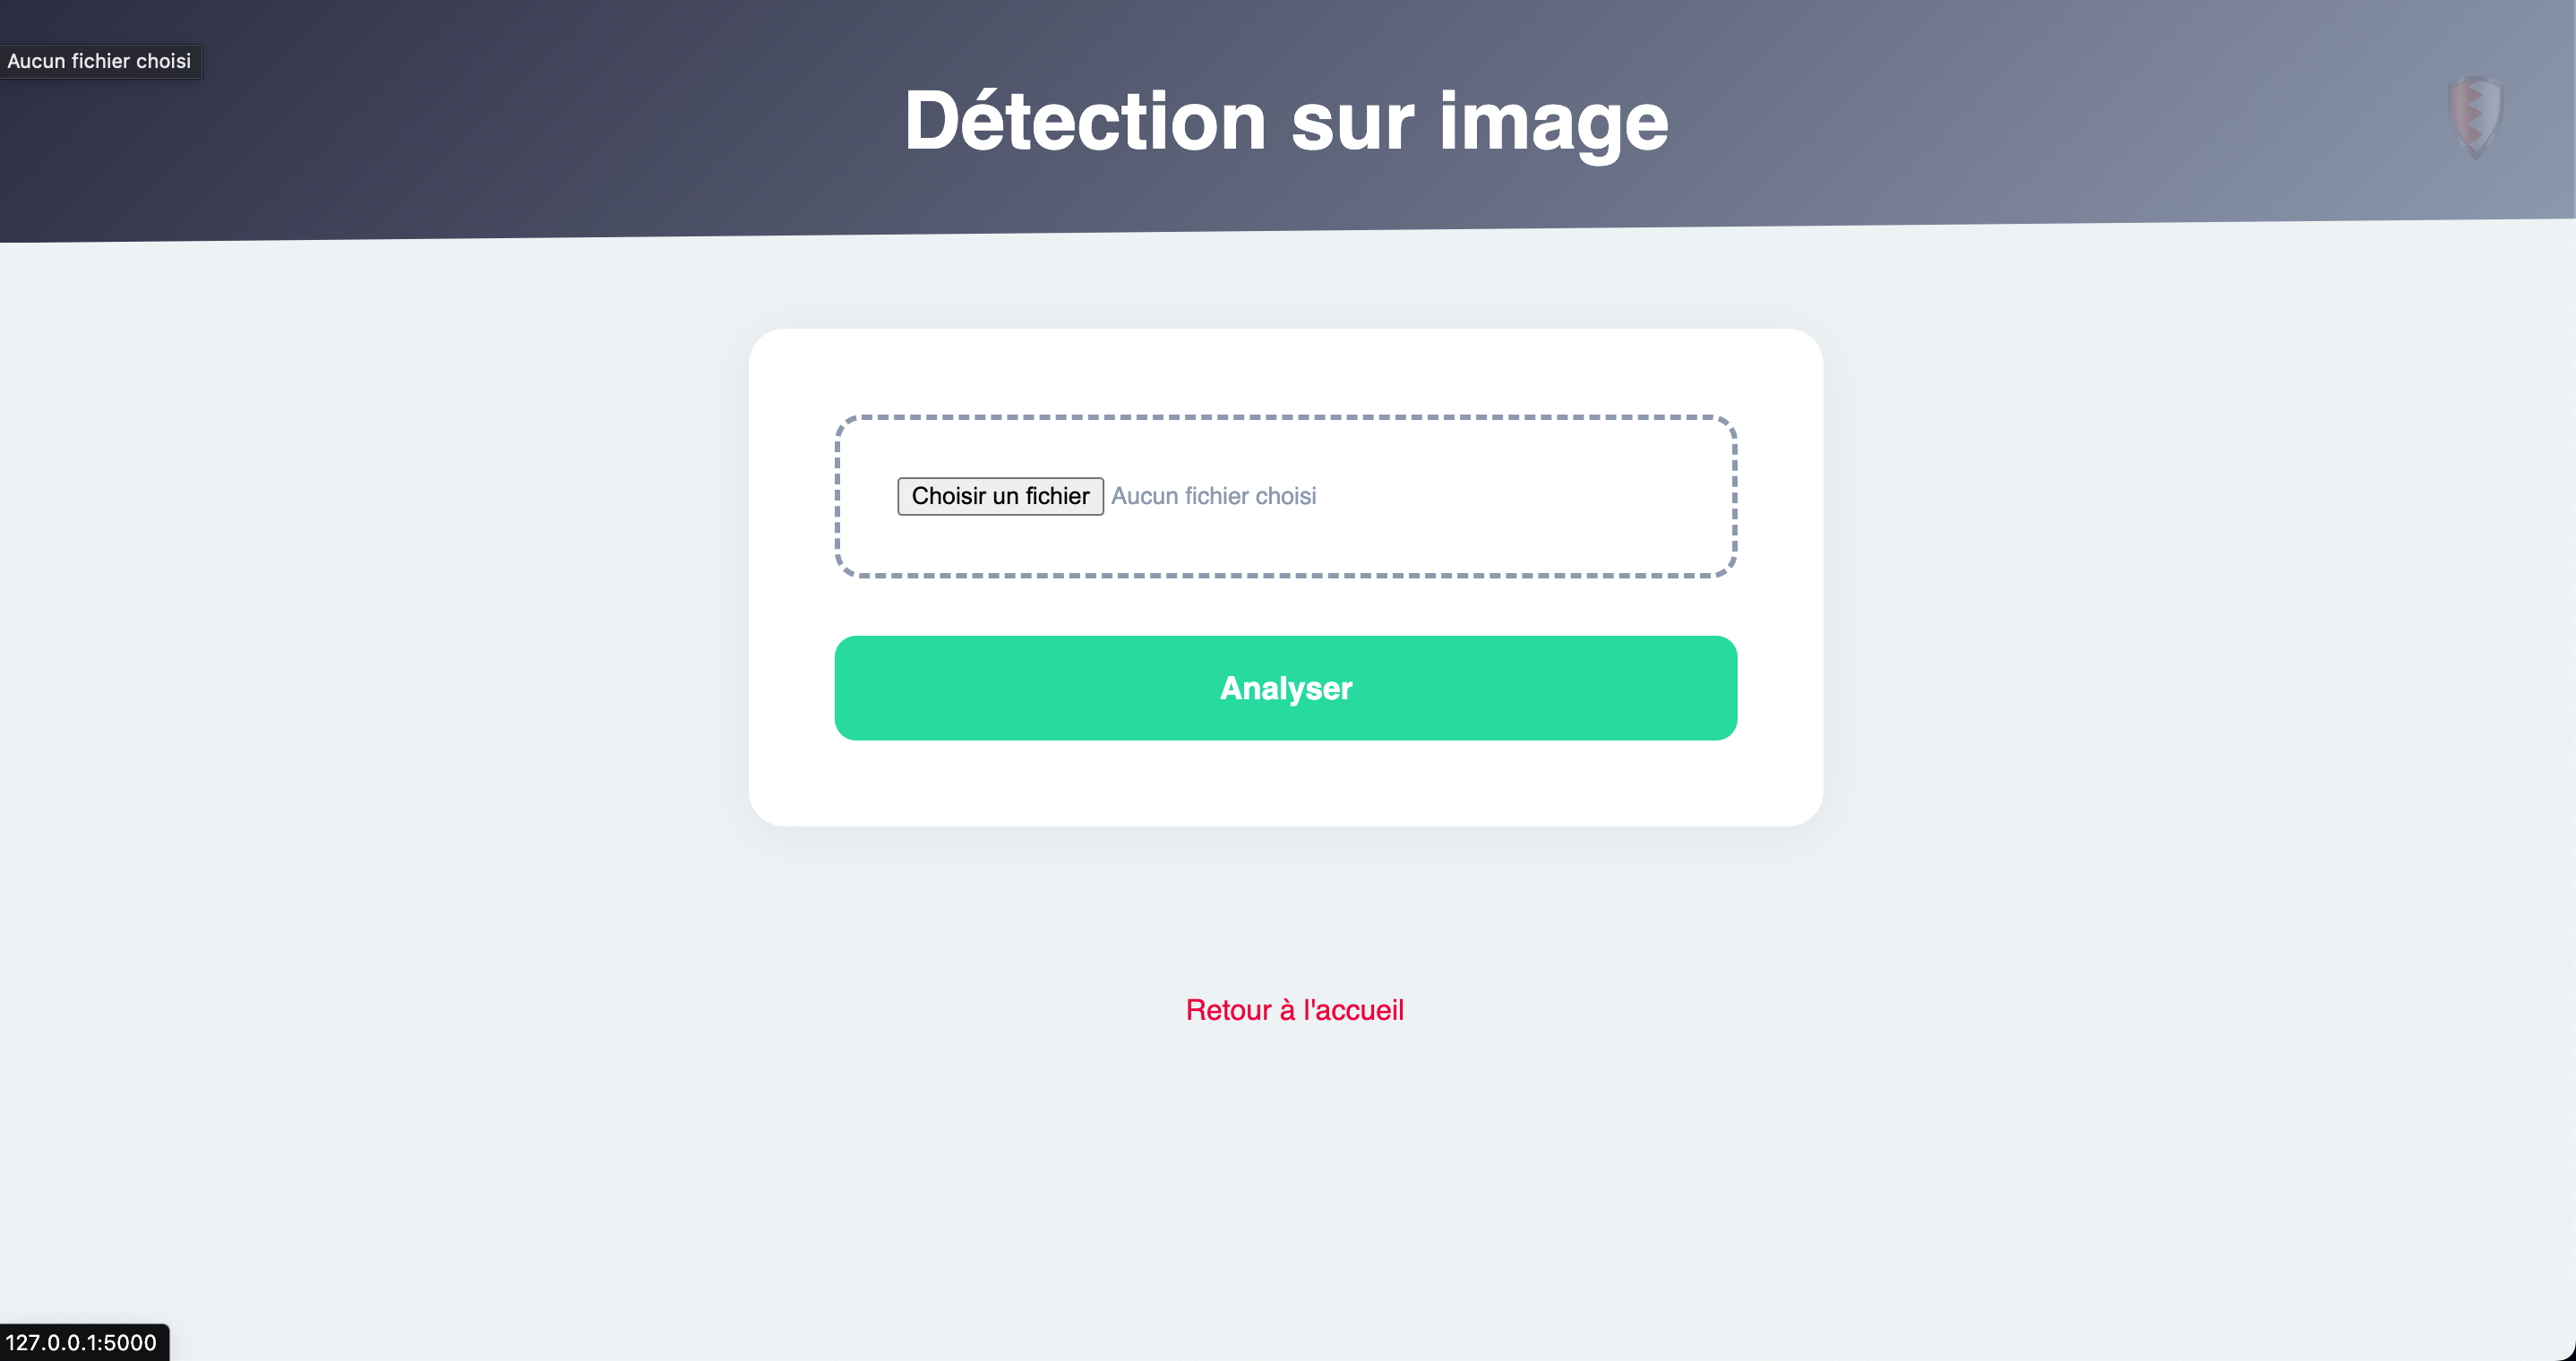 Aucun fichier choisi
Détection sur image
Choisir un fichier Aucun fichier choisi
Analyser
Retour à l'accueil
127.0.0.1:5000